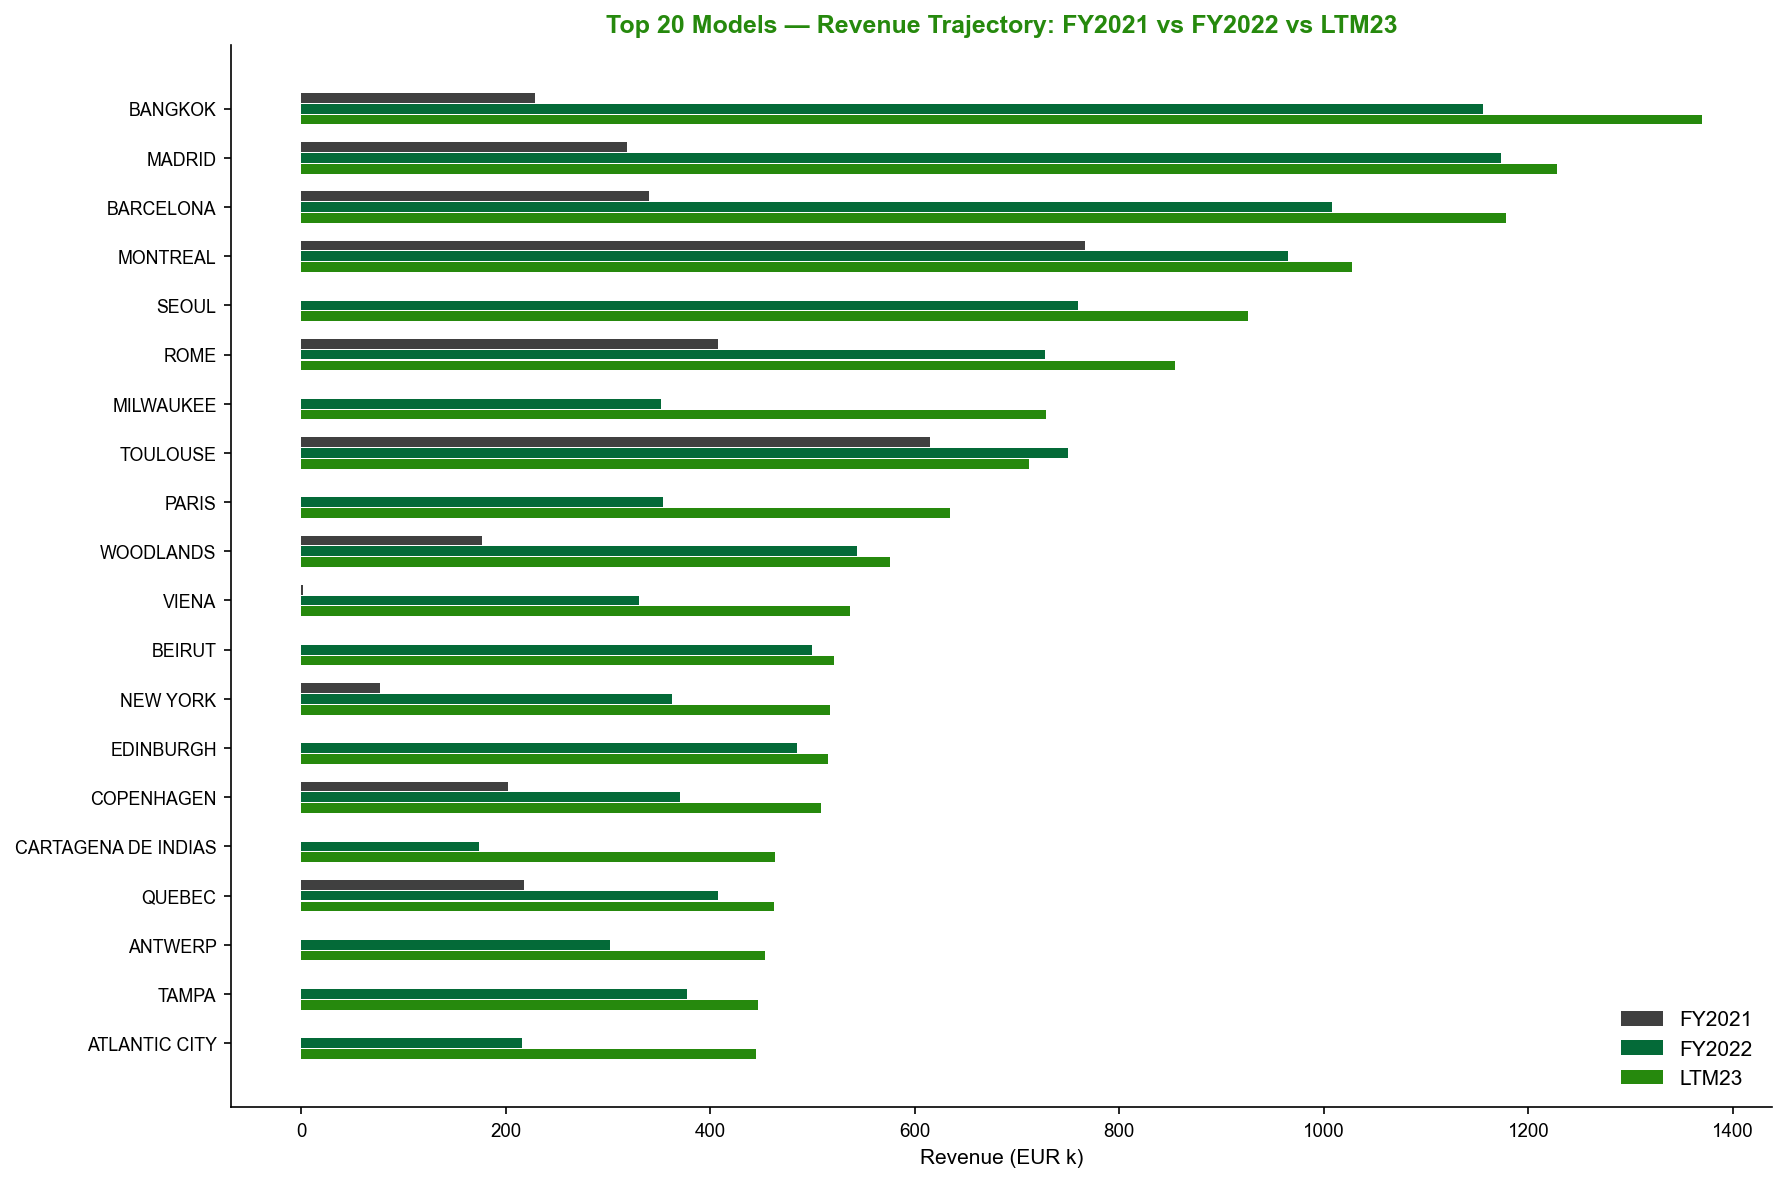 Top 20 Models — Revenue Trajectory: FY2021 vs FY2022 vs LTM23
BANGKOK
MADRID
BARCELONA
MONTREAL
SEOUL
ROME
MILWAUKEE
TOULOUSE
PARIS
WOODLANDS
VIENA
BEIRUT
NEW YORK
EDINBURGH
COPENHAGEN
CARTAGENA DE INDIAS
QUEBEC
ANTWERP
TAMPA
ATLANTIC CITY
FY2021
FY2022
LTM23
0 200 400 600 800 1000 1200 1400
Revenue (EUR k)